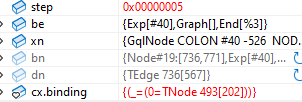 step 0x00000005
be {Exp[#40],Graph[],End[%3]}
xn {GqlNode COLON #40 -526 NOD.
bn {Node#19:[736,771],Exp[#40],
dn {TEdge 736[567]}
cx.binding {(_=(0=TNode 493[202]))}